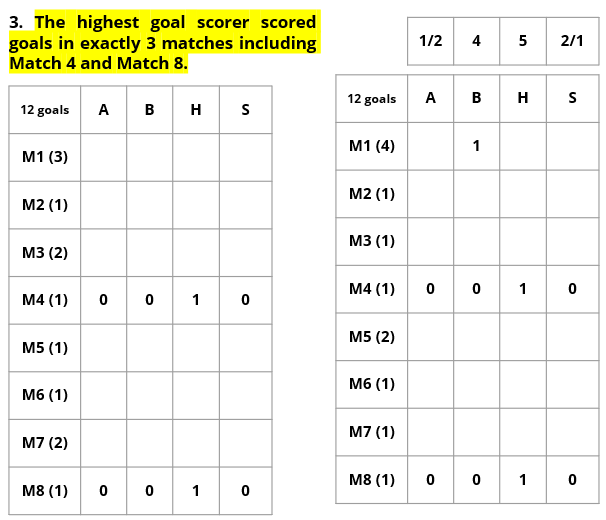 3. The highest goal scorer scored
goals in exactly 3 matches including
Match 4 and Match 8.
12 goals A B H S
M1 (3)
M2 (1)
M3 (2)
M4 (1) 0 0 1 0
M5 (1)
M6 (1)
M7 (2)
M8 (1) 0 0 1 0
1/2 4 5 2/1
12 goals A B H S
M1 (4) 1
M2 (1)
M3 (1)
M4 (1) 0 0 1 0
M5 (2)
M6 (1)
M7 (1)
M8 (1) 0 0 1 0